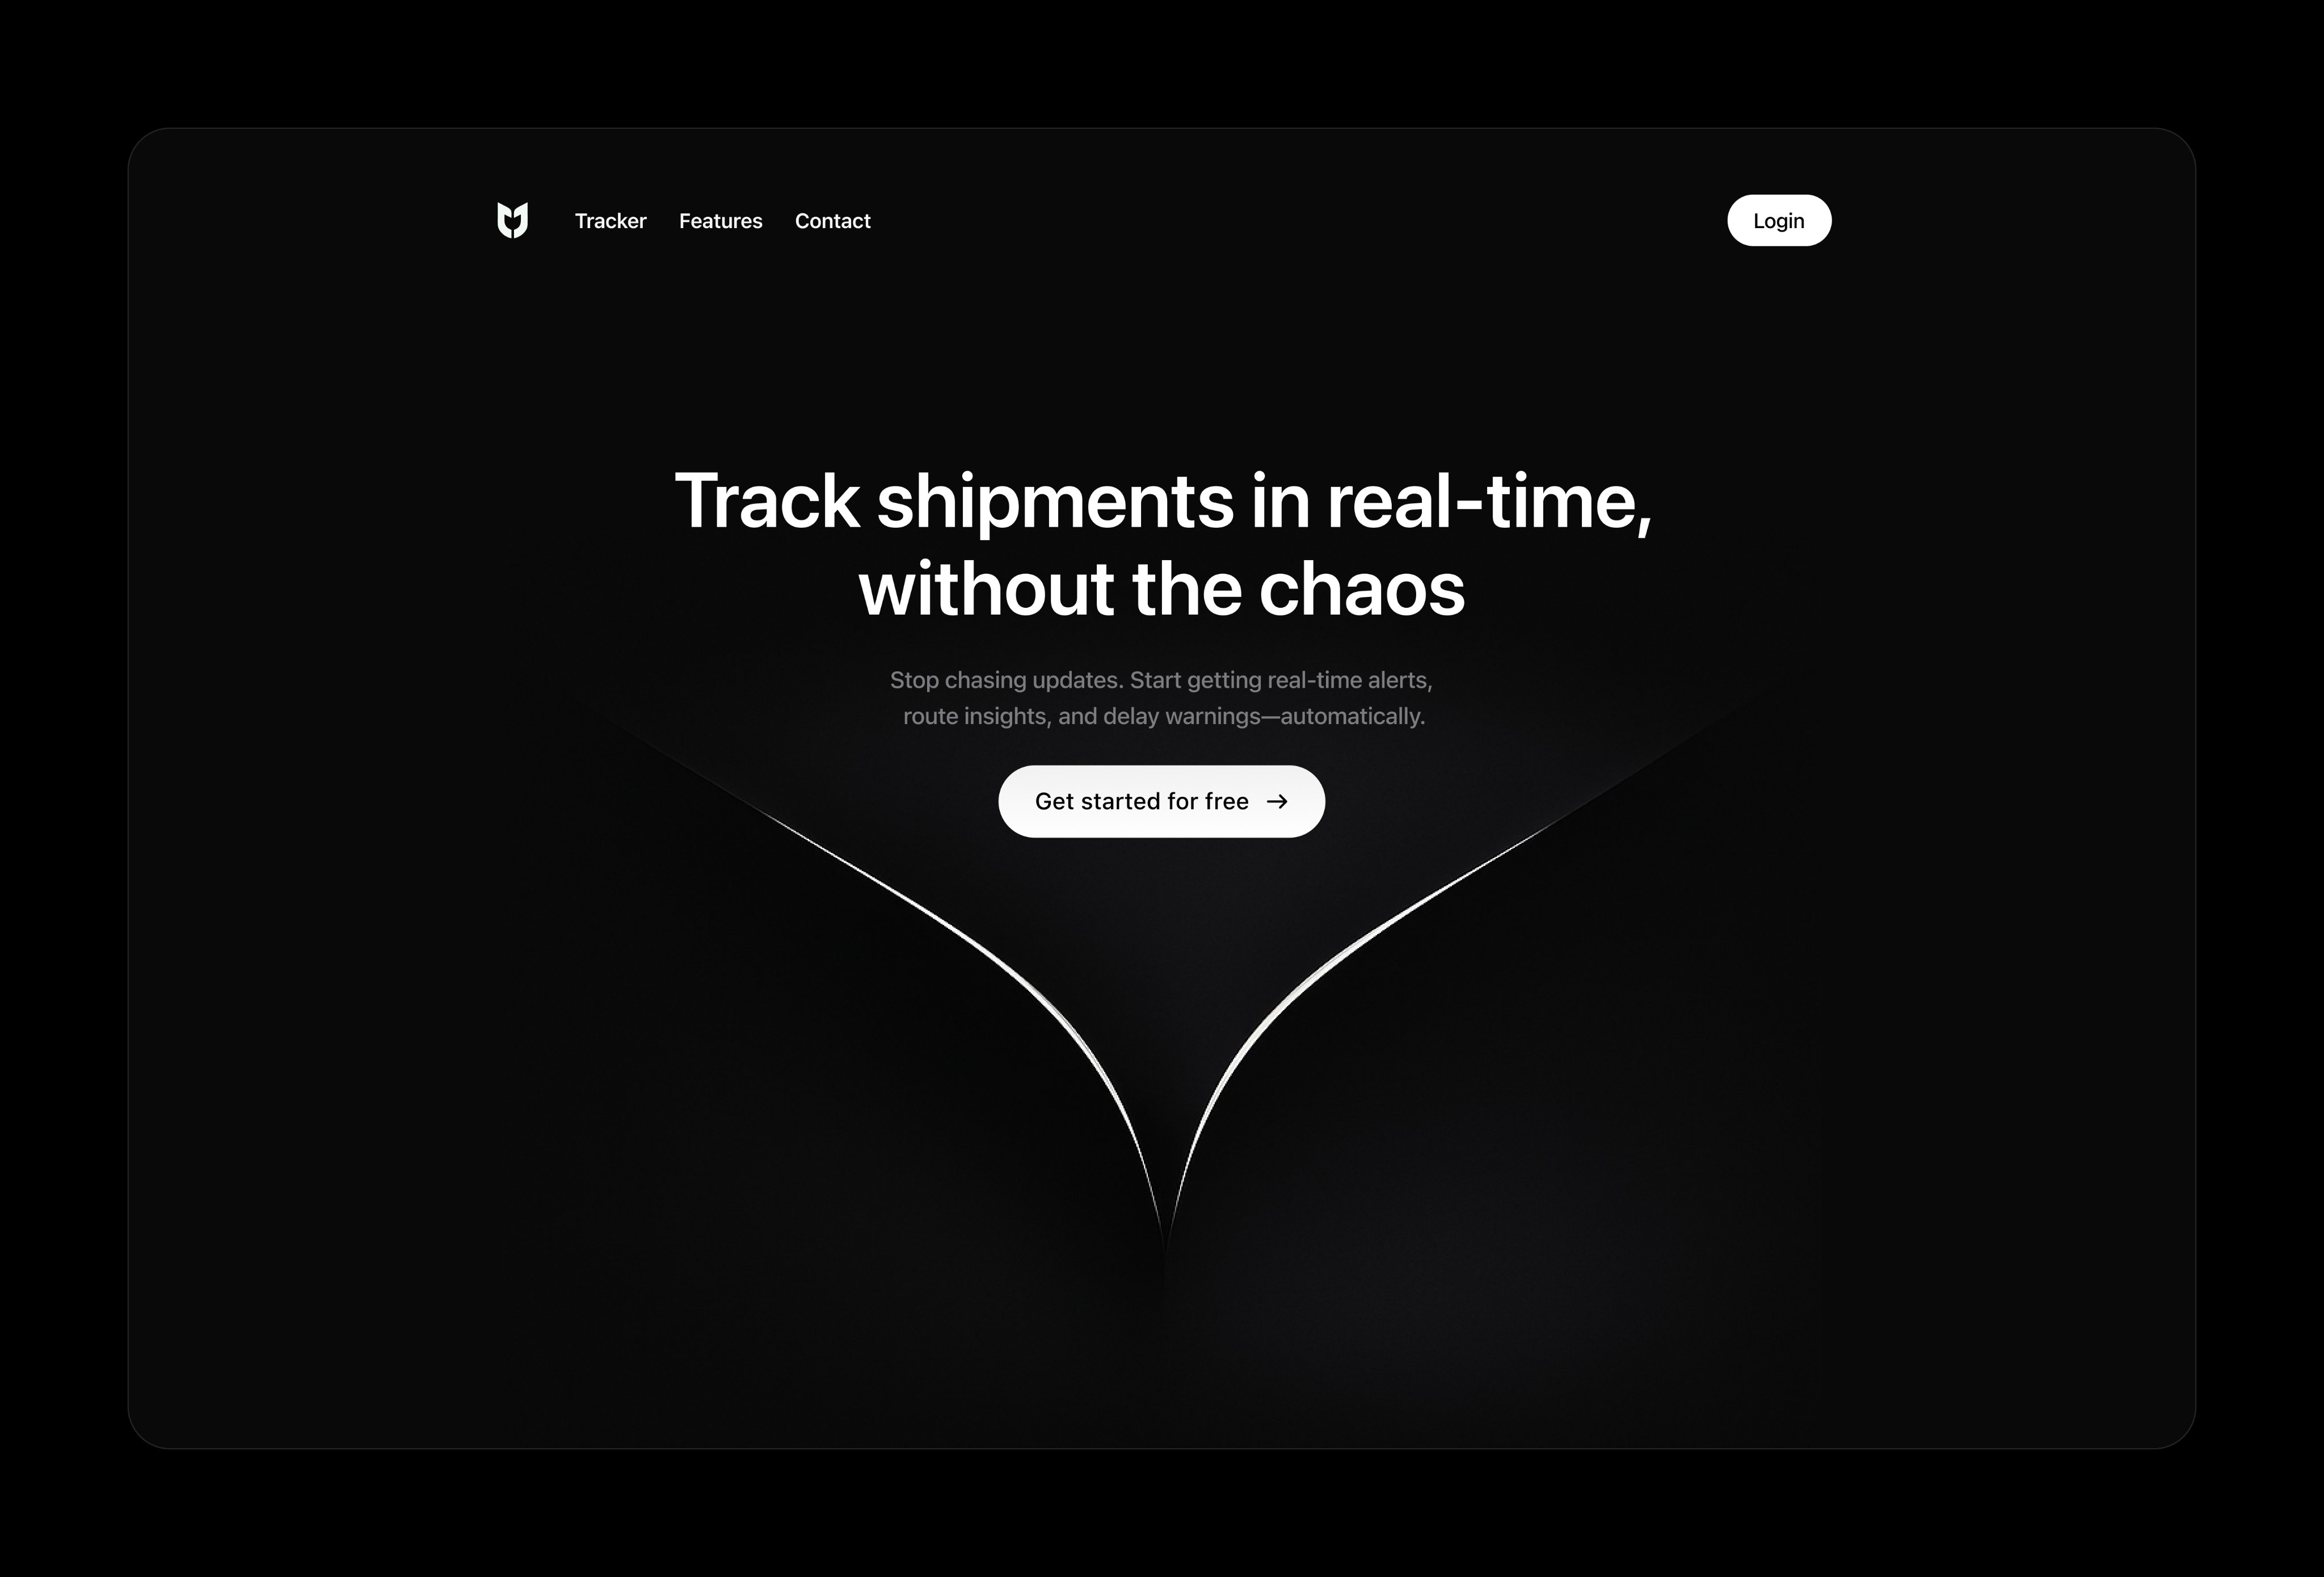 Tracker Features Contact Login
Track shipments in real-time,
without the chaos
Stop chasing updates. Start getting real-time alerts,
route insights, and delay warnings—automatically.
Get started for free →